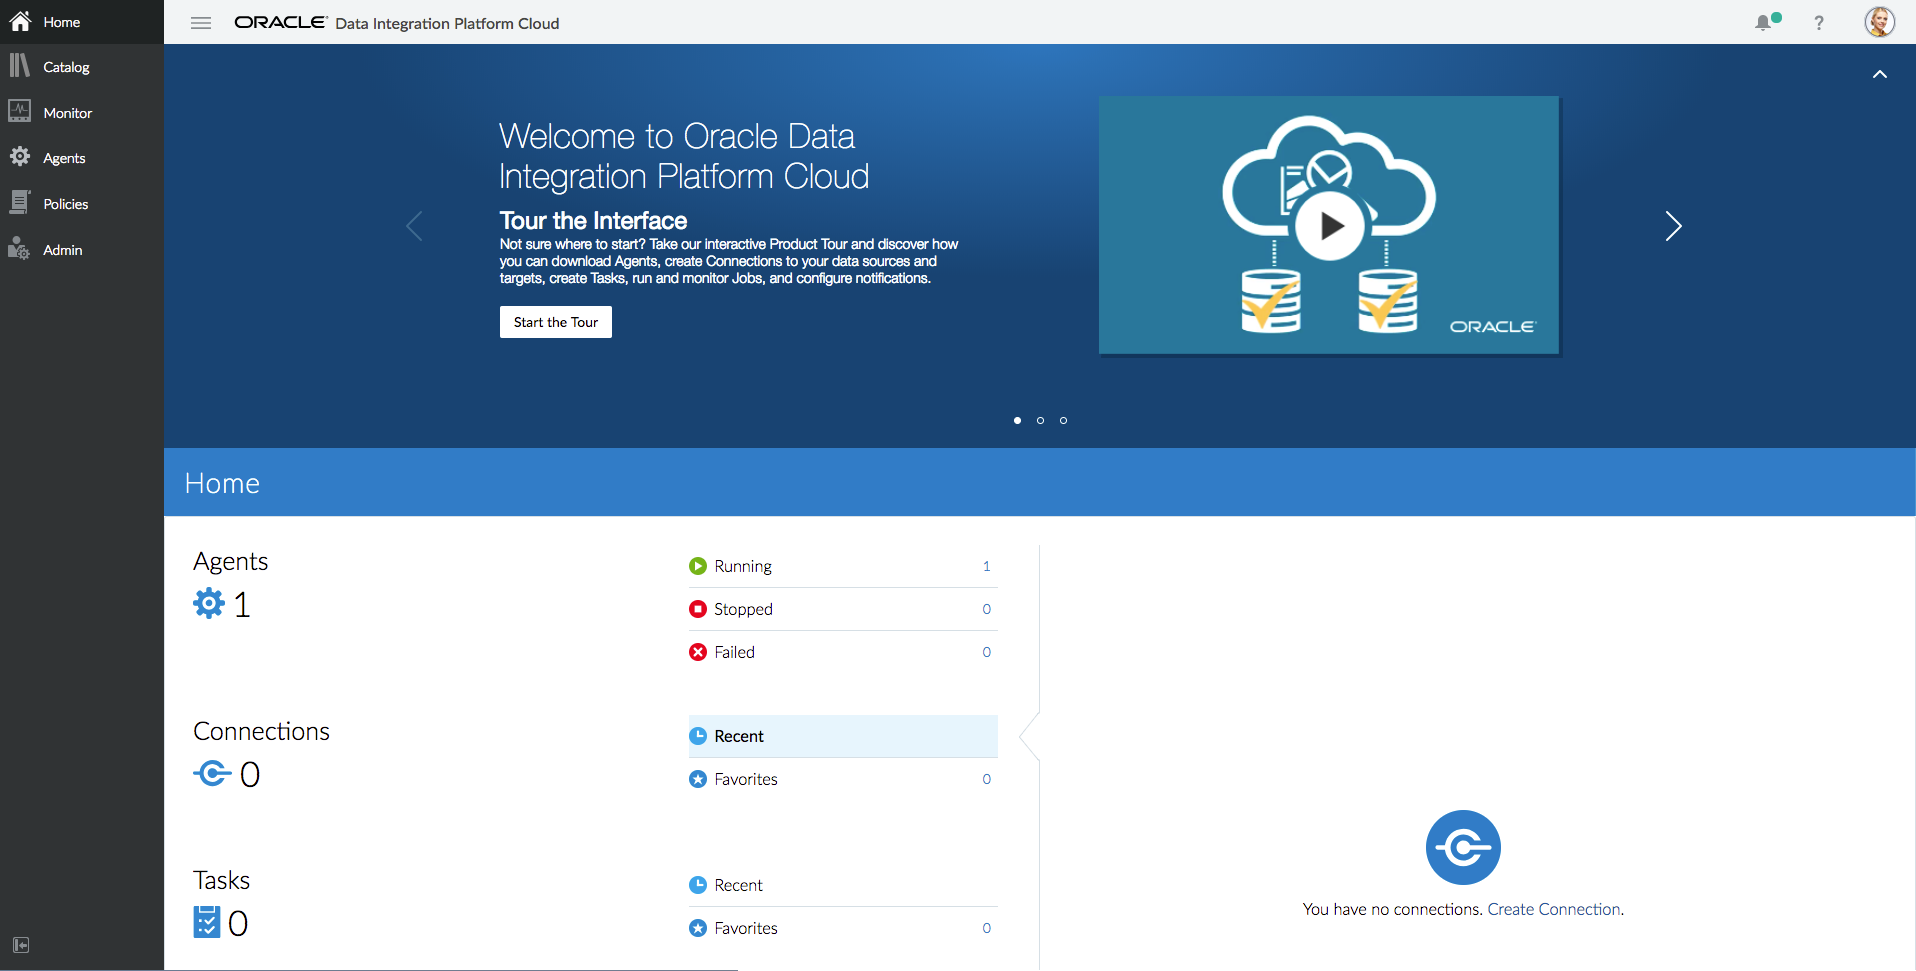 Home
Catalog
Monitor
Agents
Policies
Admin
ORACLE Data Integration Platform Cloud
?
Welcome to Oracle Data
Integration Platform Cloud
Tour the Interface
Not sure where to start? Take our interactive Product Tour and discover how
you can download Agents, create Connections to your data sources and
targets, create Tasks, run and monitor Jobs, and configure notifications.
Start the Tour
ORACLE
Home
Agents
1
Running 1
Stopped 0
Failed 0
Connections
0
Recent
Favorites 0
Tasks
0
Recent
Favorites 0
You have no connections. Create Connection.